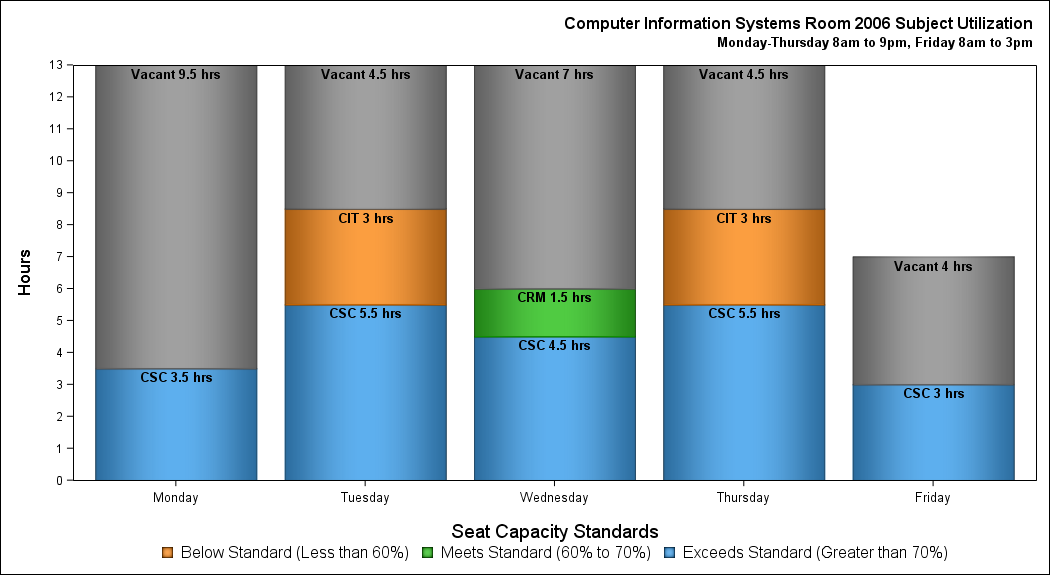 Computer Information Systems Room 2006 Subject Utilization
Monday-Thursday 8am to 9pm, Friday 8am to 3pm
Hours
13
12
11
10
9
8
7
6
5
4
3
2
1
0
Vacant 9.5 hrs
CSC 3.5 hrs
Vacant 4.5 hrs
CIT 3 hrs
CSC 5.5 hrs
Vacant 7 hrs
CRM 1.5 hrs
CSC 4.5 hrs
Vacant 4.5 hrs
CIT 3 hrs
CSC 5.5 hrs
Vacant 4 hrs
CSC 3 hrs
Monday Tuesday Wednesday Thursday Friday
Seat Capacity Standards
Below Standard (Less than 60%) Meets Standard (60% to 70%) Exceeds Standard (Greater than 70%)